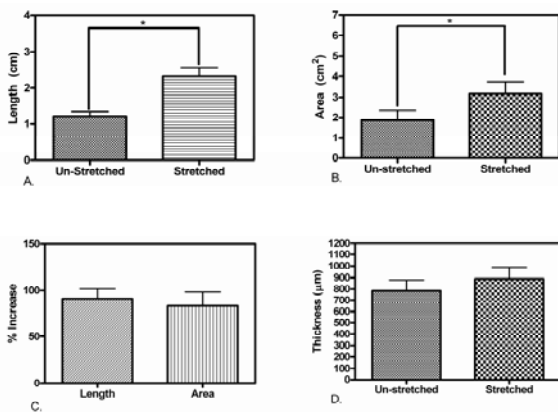 4
3
2
1
0
Length (cm)
*
Un-Stretched
Stretched
A.
7
6
5
4
3
2
1
0
Area (cm²)
*
Un-stretched
Stretched
B.
150
100
50
0
% Increase
Length
Area
C.
1200
1100
1000
900
800
700
600
500
400
300
200
100
0
Thickness (μm)
Un-stretched
Stretched
D.